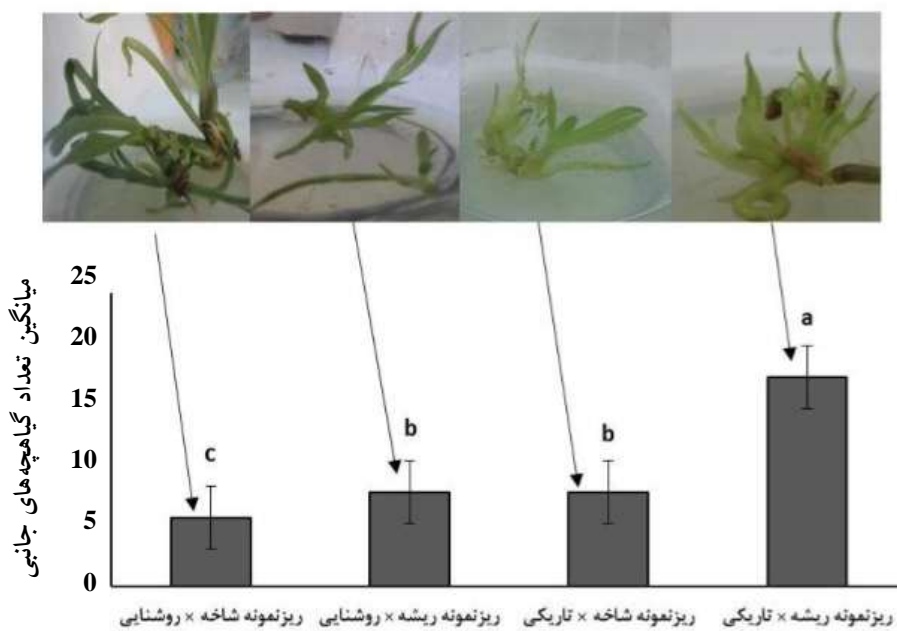 میانگین تعداد گیاهچه‌های جانبی
25
20
15
10
5
0
c
b
b
a
ریزنمونه شاخه × روشنایی
ریزنمونه ریشه × روشنایی
ریزنمونه شاخه × تاریکی
ریزنمونه ریشه × تاریکی